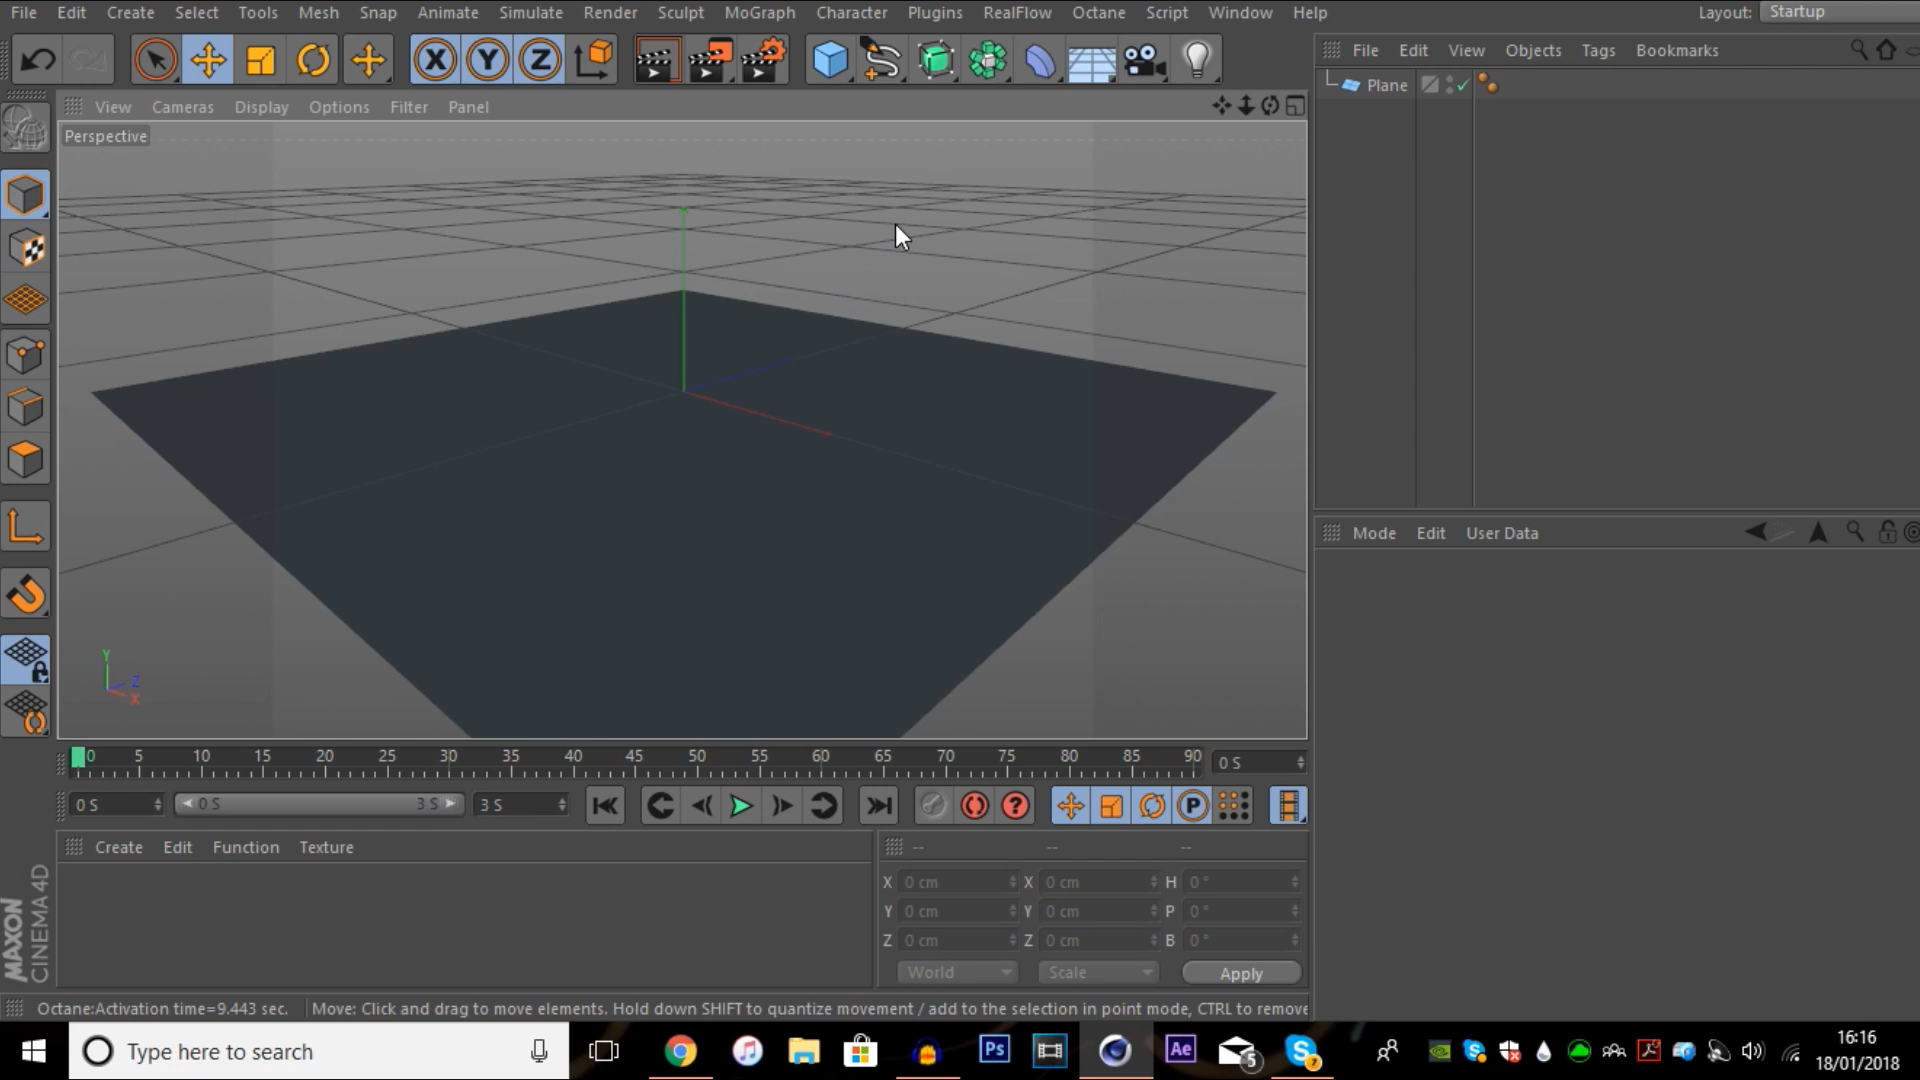 File Edit Create Select Tools Mesh Snap Animate Simulate Render Sculpt MoGraph Character Plugins RealFlow Octane Script Window Help Layout: Startup
X Y Z
File Edit View Objects Tags Bookmarks
Plane
View Cameras Display Options Filter Panel
Perspective
Y
Z
X
Mode Edit User Data
0 5 10 15 20 25 30 35 40 45 50 55 60 65 70 75 80 85 90 0 S
0 S 0 S 3 S 3 S ? P
Create Edit Function Texture
-- -- --
X 0 cm X 0 cm H 0 °
Y 0 cm Y 0 cm P 0 °
Z 0 cm Z 0 cm B 0 °
World Scale Apply
MAXON
CINEMA 4D
Octane:Activation time=9.443 sec. Move: Click and drag to move elements. Hold down SHIFT to quantize movement / add to the selection in point mode, CTRL to remove
Type here to search Ps Ae 5 7 16:16
18/01/2018